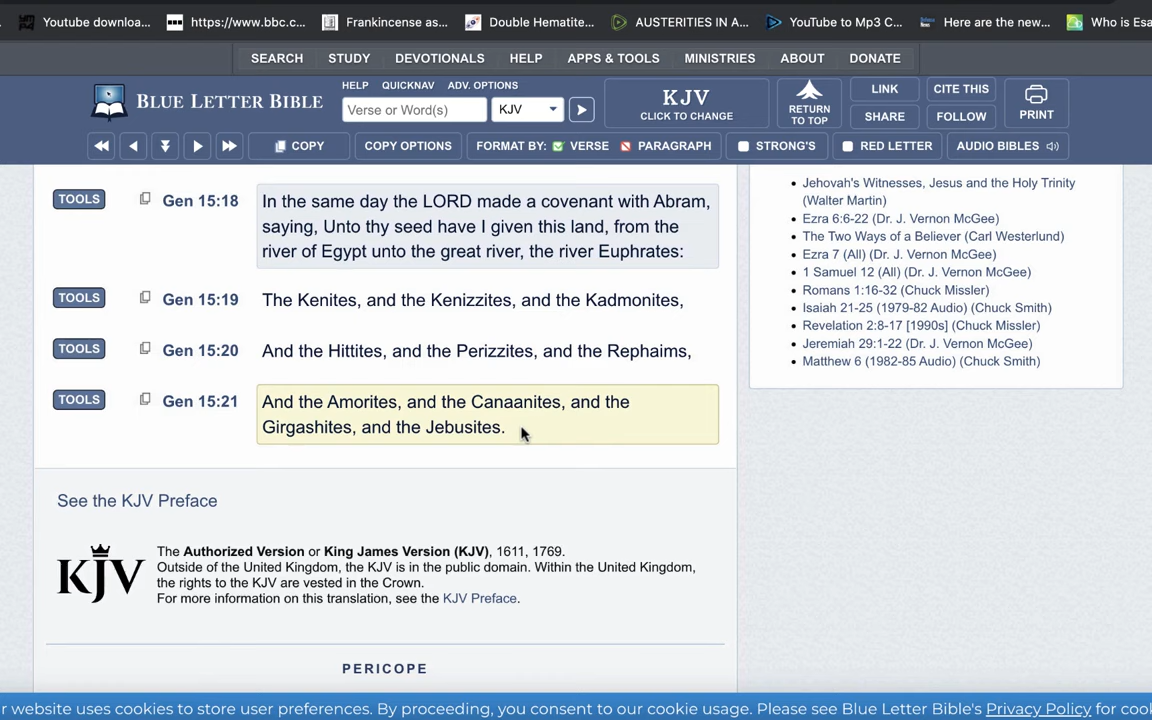 Youtube downloa...
https://www.bbc.c...
Frankincense as...
Double Hematite...
AUSTERITIES IN A...
YouTube to Mp3 C...
Here are the new...
Who is Esa
SEARCH STUDY DEVOTIONALS HELP APPS & TOOLS MINISTRIES ABOUT DONATE
BLUE LETTER BIBLE
HELP QUICKNAV ADV. OPTIONS
Verse or Word(s)
KJV
KJV
CLICK TO CHANGE
RETURN
TO TOP
LINK
CITE THIS
SHARE
FOLLOW
PRINT
COPY
COPY OPTIONS
FORMAT BY: VERSE PARAGRAPH
STRONG'S
RED LETTER
AUDIO BIBLES
TOOLS
Gen 15:18
In the same day the LORD made a covenant with Abram,
saying, Unto thy seed have I given this land, from the
river of Egypt unto the great river, the river Euphrates:
TOOLS
Gen 15:19
The Kenites, and the Kenizzites, and the Kadmonites,
TOOLS
Gen 15:20
And the Hittites, and the Perizzites, and the Rephaims,
TOOLS
Gen 15:21
And the Amorites, and the Canaanites, and the
Girgashites, and the Jebusites.
Jehovah's Witnesses, Jesus and the Holy Trinity
(Walter Martin)
Ezra 6:6-22 (Dr. J. Vernon McGee)
The Two Ways of a Believer (Carl Westerlund)
Ezra 7 (All) (Dr. J. Vernon McGee)
1 Samuel 12 (All) (Dr. J. Vernon McGee)
Romans 1:16-32 (Chuck Missler)
Isaiah 21-25 (1979-82 Audio) (Chuck Smith)
Revelation 2:8-17 [1990s] (Chuck Missler)
Jeremiah 29:1-22 (Dr. J. Vernon McGee)
Matthew 6 (1982-85 Audio) (Chuck Smith)
See the KJV Preface
KJV
The Authorized Version or King James Version (KJV), 1611, 1769.
Outside of the United Kingdom, the KJV is in the public domain. Within the United Kingdom,
the rights to the KJV are vested in the Crown.
For more information on this translation, see the KJV Preface.
PERICOPE
r website uses cookies to store user preferences. By proceeding, you consent to our cookie usage. Please see Blue Letter Bible's Privacy Policy for cook